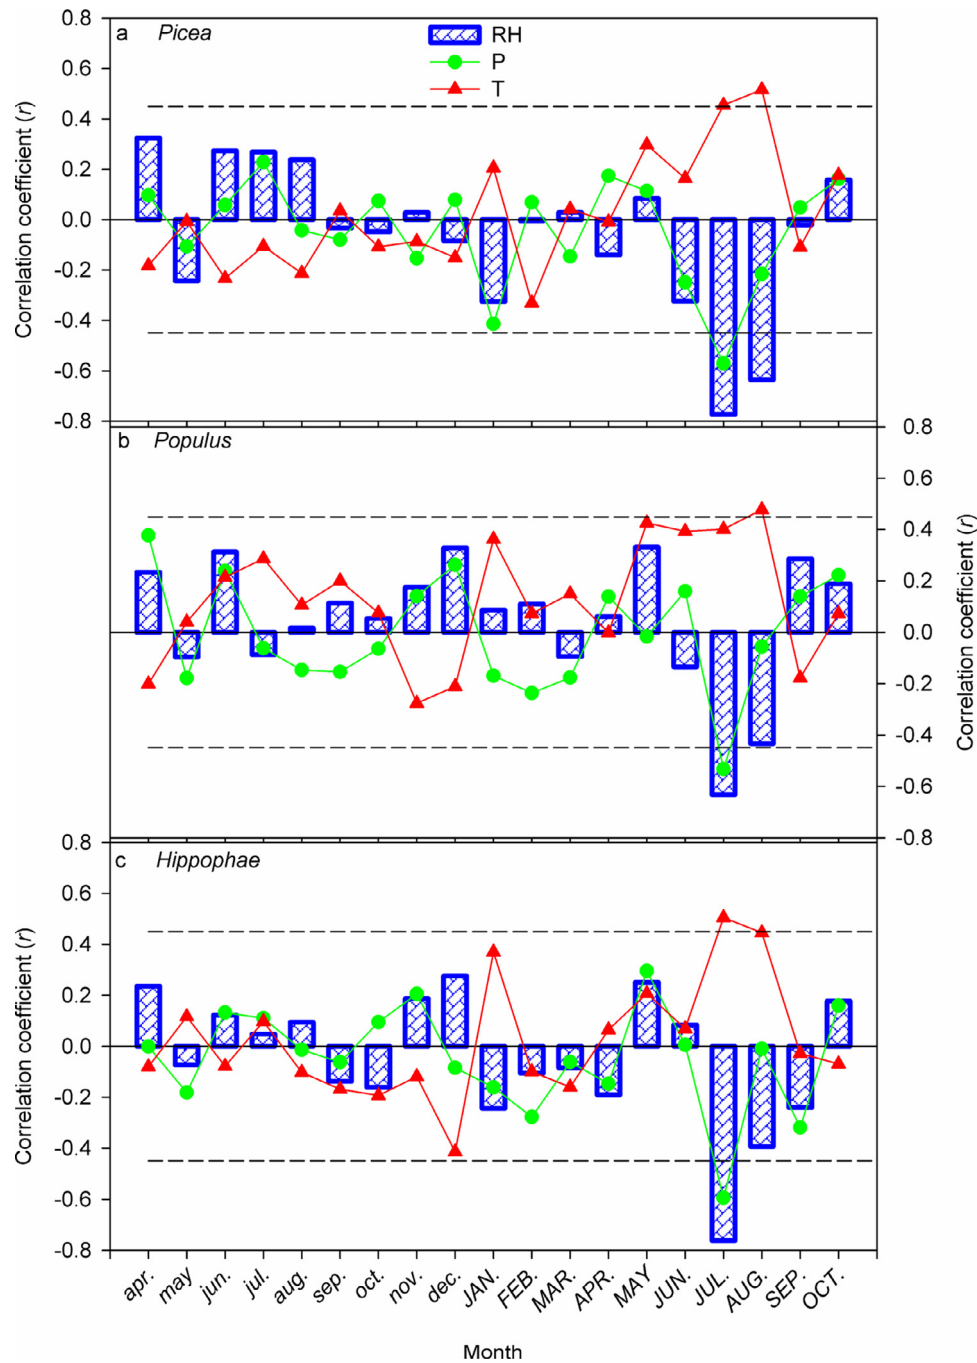 a Picea
RH
P
T
0.8
0.6
0.4
0.2
0.0
-0.2
-0.4
-0.6
-0.8
Correlation coefficient (r)
b Populus
0.8
0.6
0.4
0.2
0.0
-0.2
-0.4
-0.6
-0.8
Correlation coefficient (r)
c Hippophae
0.8
0.6
0.4
0.2
0.0
-0.2
-0.4
-0.6
-0.8
Correlation coefficient (r)
apr. may jun. jul. aug. sep. oct. nov. dec. JAN. FEB. MAR. APR. MAY JUN. JUL. AUG. SEP. OCT.
Month